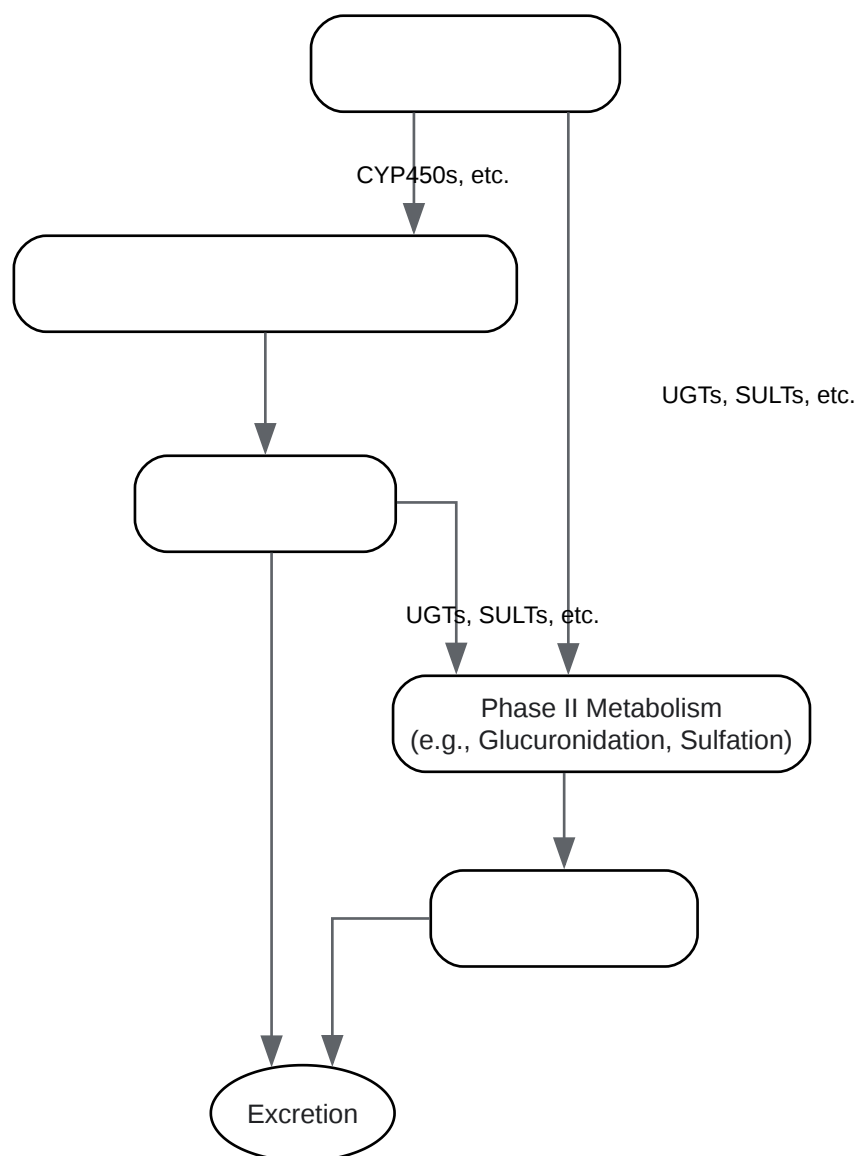 CYP450s, etc.
UGTs, SULTs, etc.
UGTs, SULTs, etc.
Phase II Metabolism
(e.g., Glucuronidation, Sulfation)
Excretion